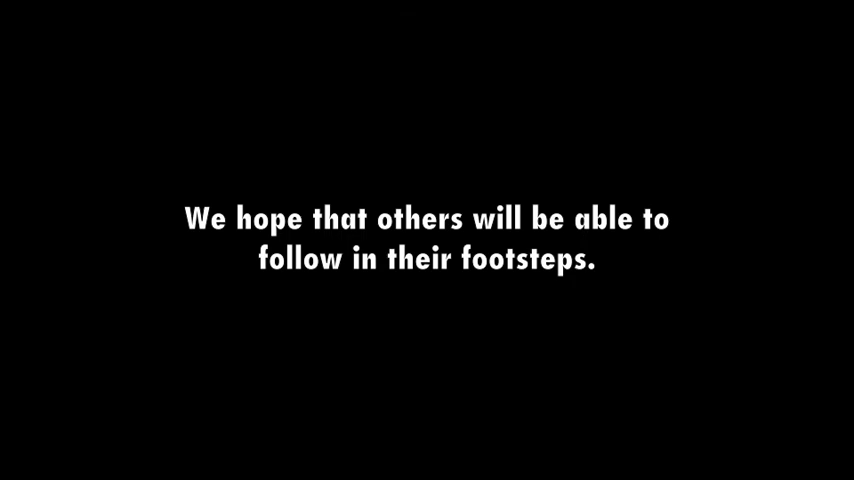 We hope that others will be able to
follow in their footsteps.